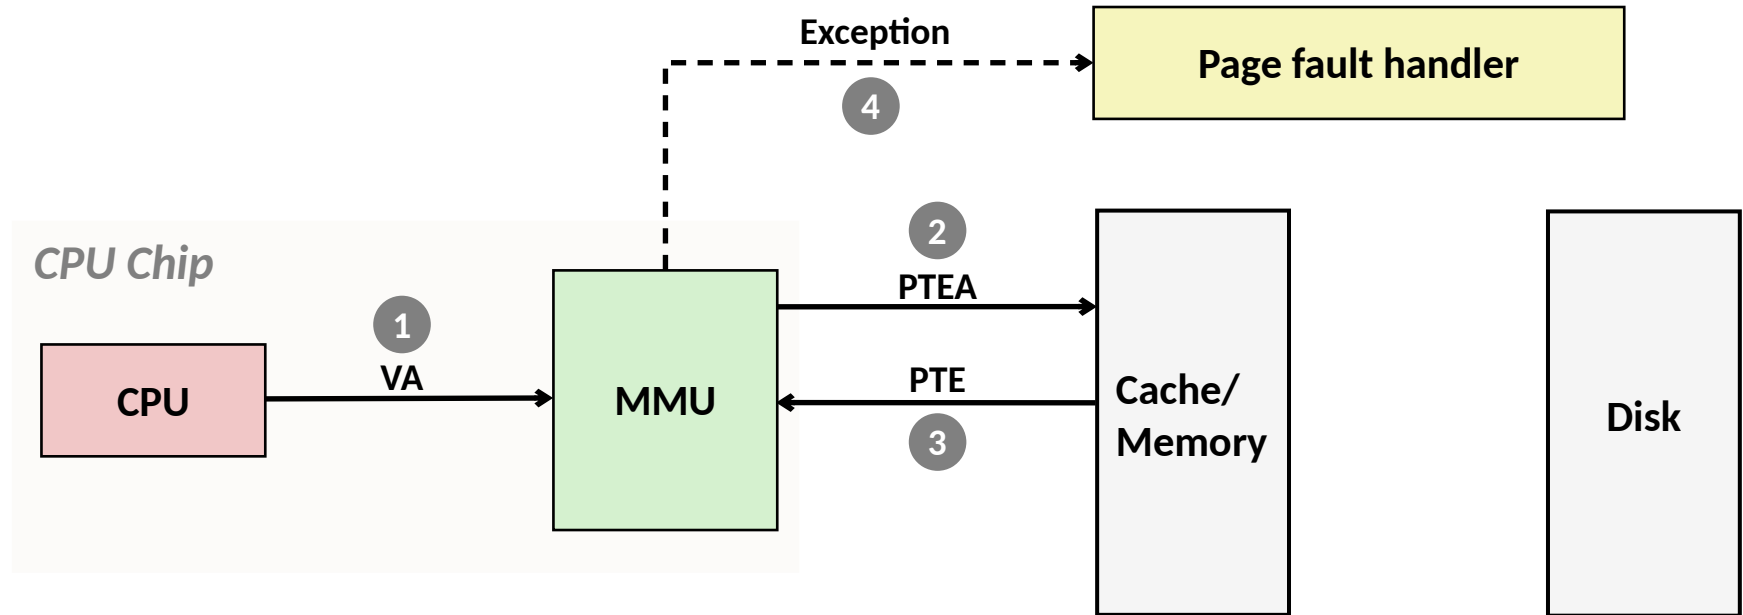 Exception
Page fault handler
4
2
CPU Chip
PTEA
1
VA
PTE
CPU
MMU
Cache/
Memory
Disk
3